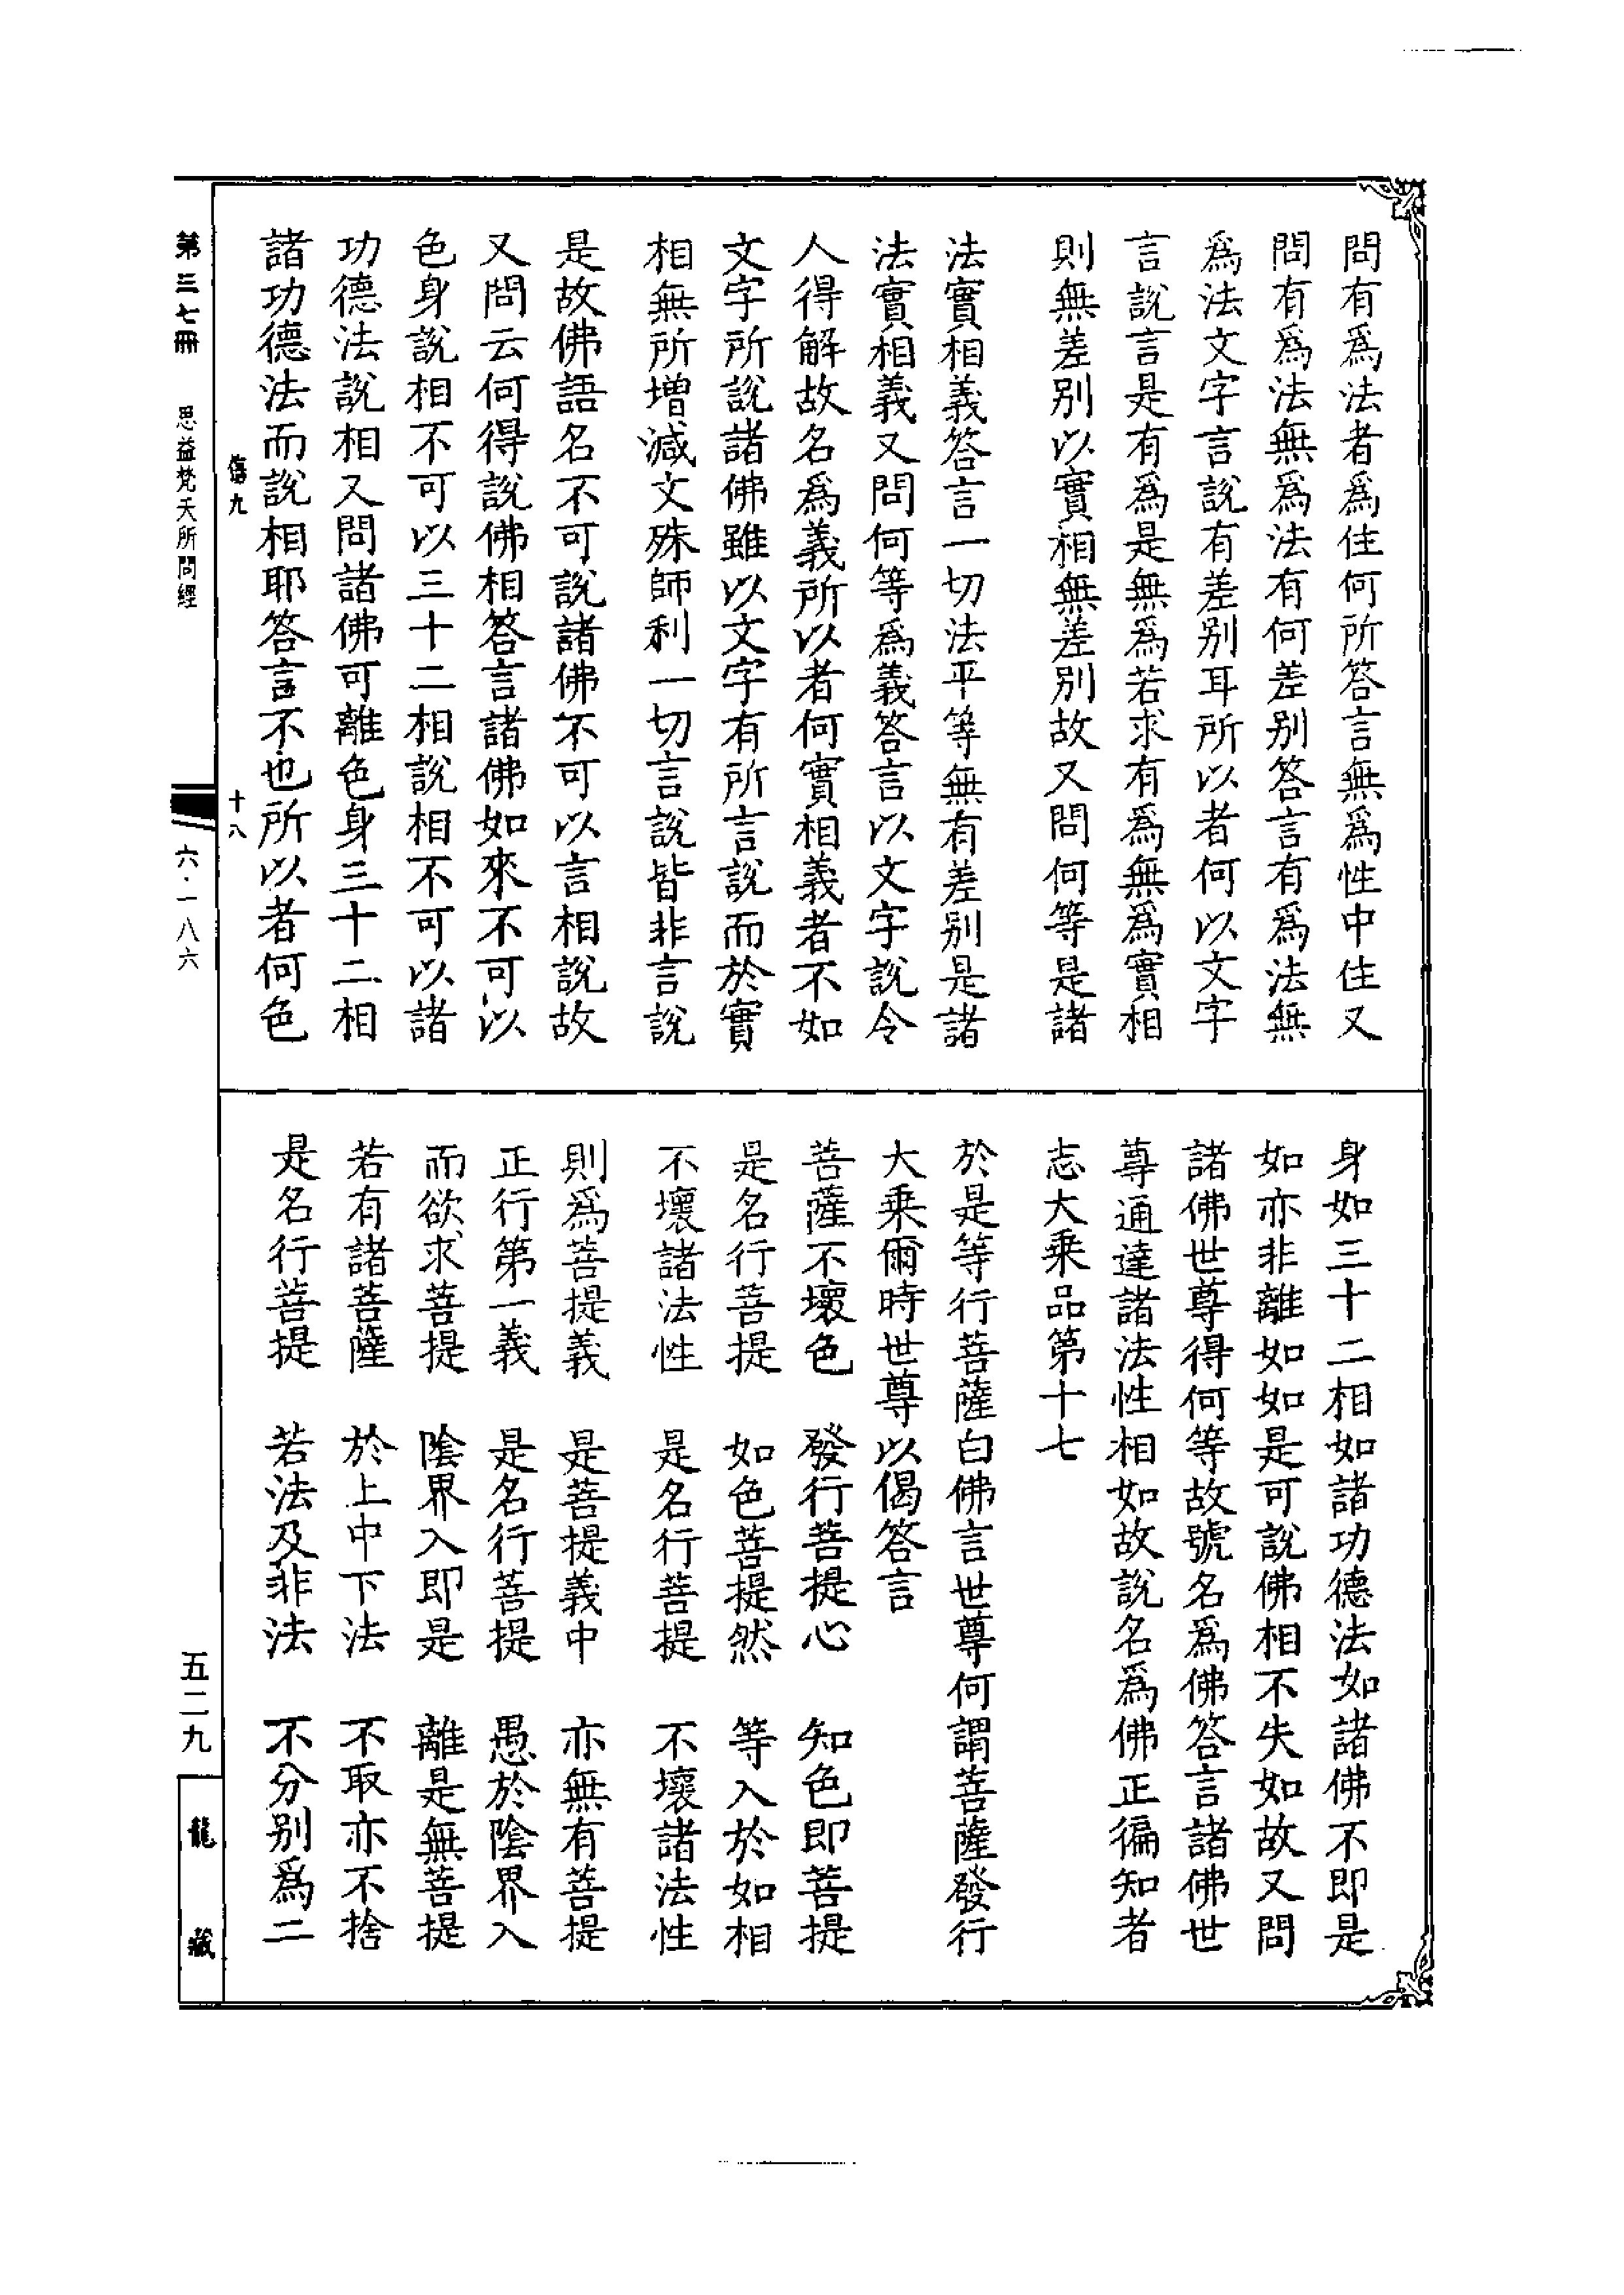 問有爲法者爲住何所答言無爲性中住又
問有爲法無爲法有何差别答言有爲法無
爲法文字言說有差别耳所以者何以文字
言說言是有爲是無爲若求有爲無爲實相
則無差别以實相無差别故又問何等是諸
法實相義答言一切法平等無有差别是諸
法實相義又問何等爲義答言以文字說令
人得解故名爲義所以者何實相義者不如
文字所說諸佛雖以文字有所言說而於實
相無所增減文殊師利一切言說皆非言說
是故佛語名不可說諸佛不可以言相說故
又問云何得說佛相答言諸佛如來不可以
色身說相不可以三十二相說相不可以諸
功德法說相又問諸佛可離色身三十二相
諸功德法而說相耶答言不也所以者何色
身如三十二相如諸功德法如諸佛不即是
如亦非離如如是可說佛相不失如故又問
諸佛世尊得何等故號名爲佛答言諸佛世
尊通達諸法性相如故說名爲佛正徧知者
志大乘品第十七
於是等行菩薩白佛言世尊何謂菩薩發行
大乘爾時世尊以偈答言
菩薩不壞色　發行菩提心　知色即菩提
是名行菩提　如色菩提然　等入於如相
不壞諸法性　是名行菩提　不壞諸法性
則爲菩提義　是菩提義中　亦無有菩提
正行第一義　是名行菩提　愚於陰界入
而欲求菩提　陰界入即是　離是無菩提
若有諸菩薩　於上中下法　不取亦不捨
是名行菩提　若法及非法　不分别爲二
九
十八
第三七冊　思益梵天所問經
六·一八六
五二九
龍藏